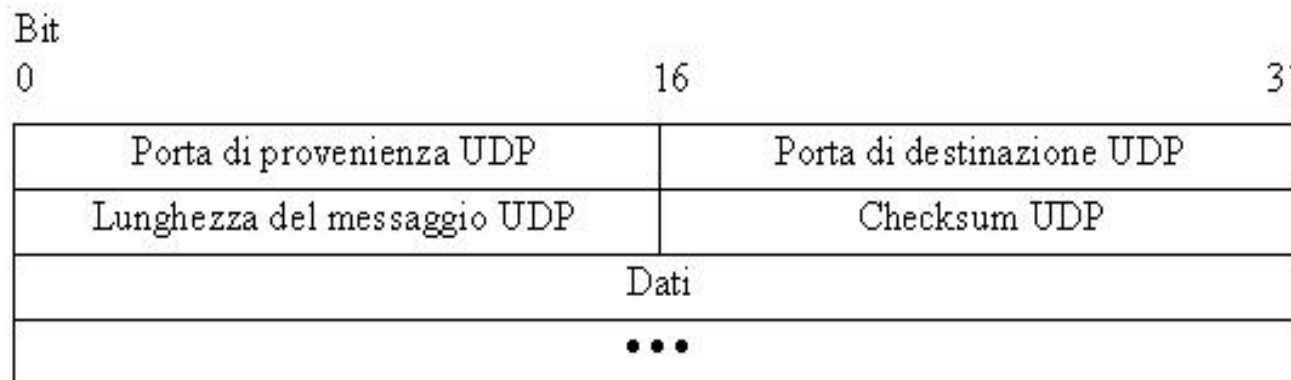 Bit
0 16 3
Porta di provenienza UDP Porta di destinazione UDP
Lunghezza del messaggio UDP Checksum UDP
Dati
•••